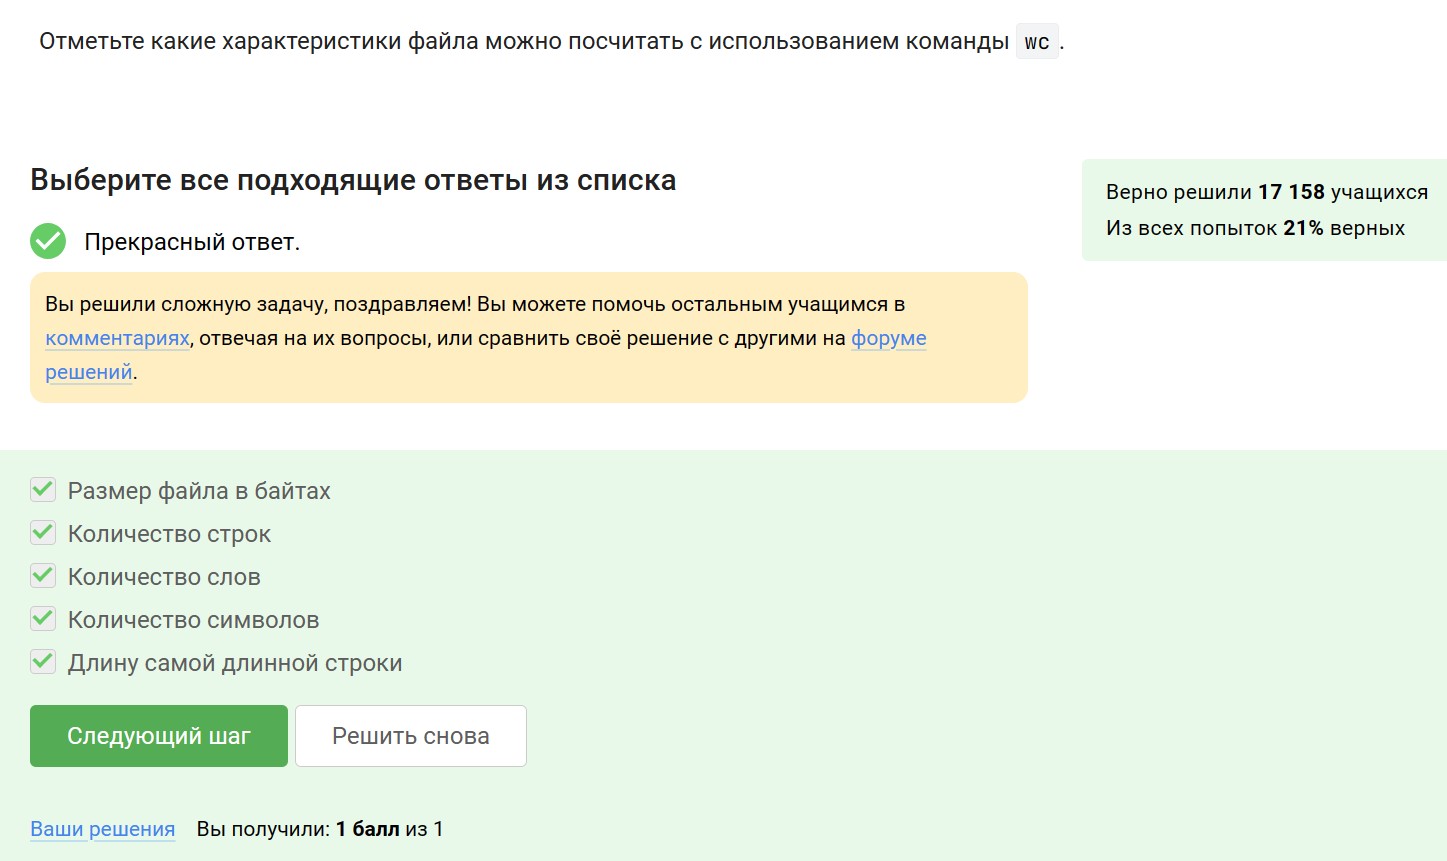 Отметьте какие характеристики файла можно посчитать с использованием команды wc.
Выберите все подходящие ответы из списка
Верно решили 17 158 учащихся
Из всех попыток 21% верных
Прекрасный ответ.
Вы решили сложную задачу, поздравляем! Вы можете помочь остальным учащимся в
комментариях, отвечая на их вопросы, или сравнить своё решение с другими на форуме
решений.
Размер файла в байтах
Количество строк
Количество слов
Количество символов
Длину самой длинной строки
Следующий шаг
Решить снова
Ваши решения Вы получили: 1 балл из 1